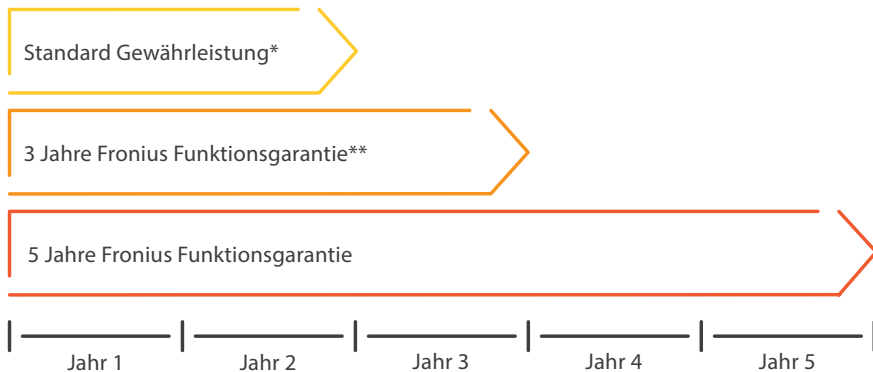 Standard Gewährleistung*
3 Jahre Fronius Funktionsgarantie**
5 Jahre Fronius Funktionsgarantie
Jahr 1 Jahr 2 Jahr 3 Jahr 4 Jahr 5